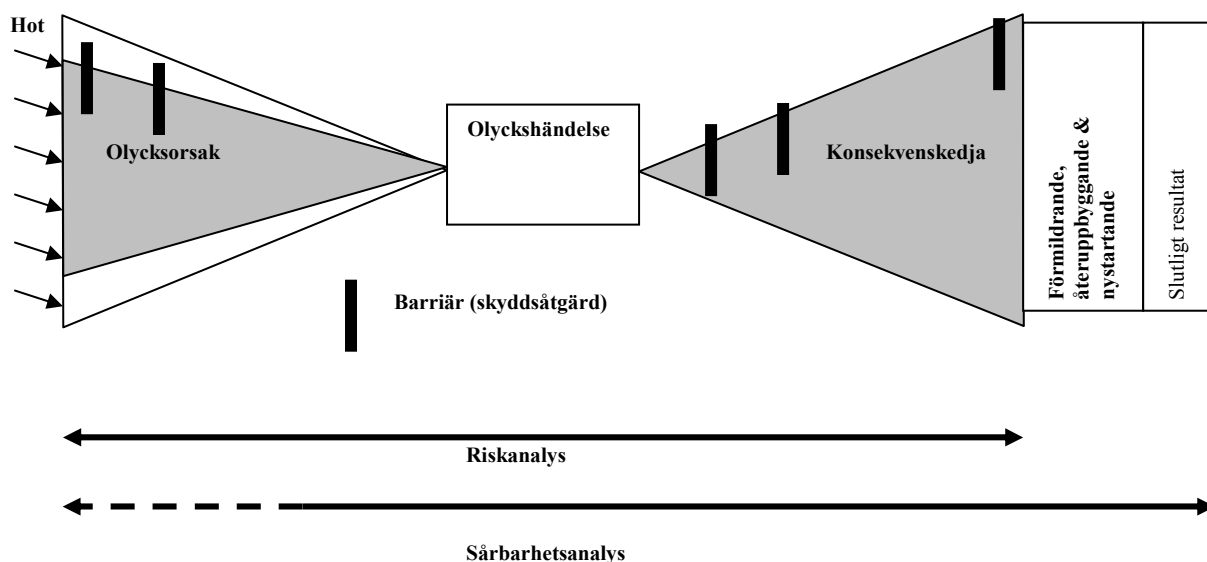 Hot
Olycksorsak
Olyckshändelse
Konsekvenskedja
Förmildrande,
återuppbyggande &
nystartande
Slutligt resultat
Barriär (skyddsåtgärd)
Riskanalys
Sårbarhetsanalys